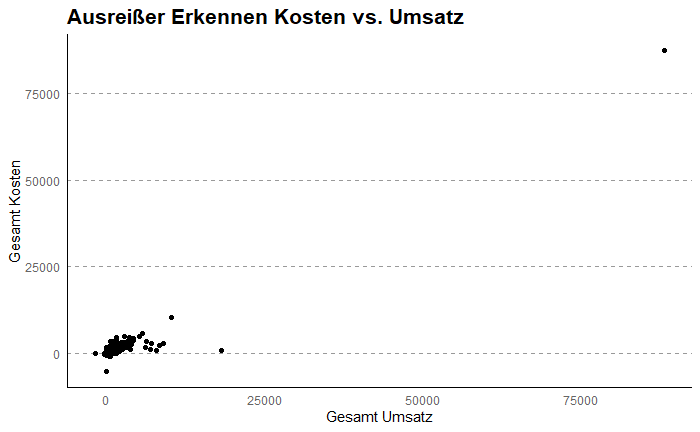 Ausreißer Erkennen Kosten vs. Umsatz
Gesamt Kosten
75000
50000
25000
0
0 25000 50000 75000
Gesamt Umsatz